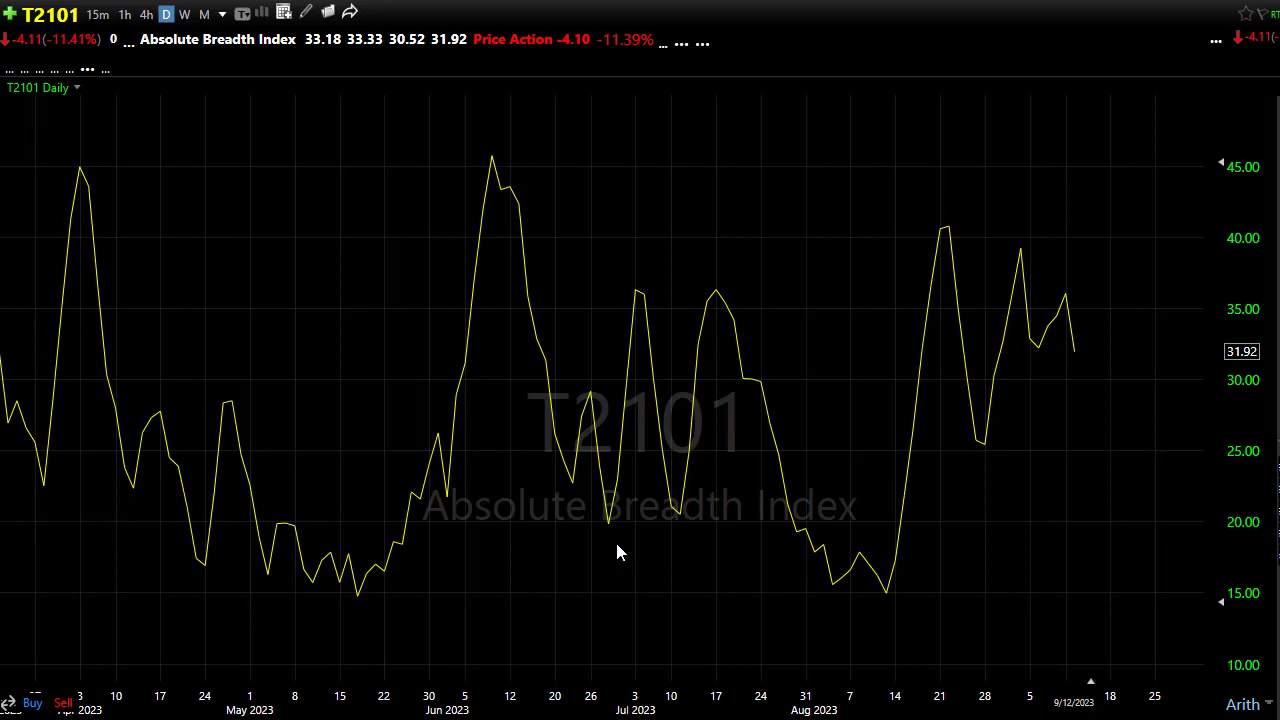 T2101 15m 1h 4h D W M T RT
-4.11(-11.41%) 0 ... Absolute Breadth Index 33.18 33.33 30.52 31.92 Price Action -4.10 -11.39% ... ... ... ... -4.11(-
... ... ... ... ... ... ...
T2101 Daily
45.00
40.00
35.00
31.92
30.00
T2101
25.00
Absolute Breadth Index
20.00
15.00
10.00
3 10 17 24 1 8 15 22 30 5 12 20 26 3 10 17 24 31 7 14 21 28 5 18 25
Buy Sell 2023 May 2023 Jun 2023 Jul 2023 Aug 2023 9/12/2023 Arith